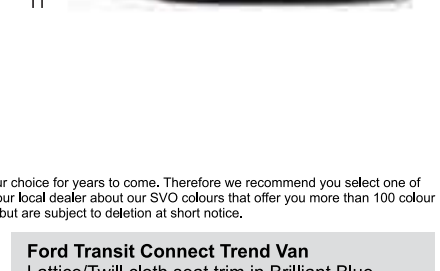 ur choice for years to come. Therefore we recommend you select one of
our local dealer about our SVO colours that offer you more than 100 colour
but are subject to deletion at short notice.
Ford Transit Connect Trend Van
Lattice/Twill cloth seat trim in Brilliant Blue